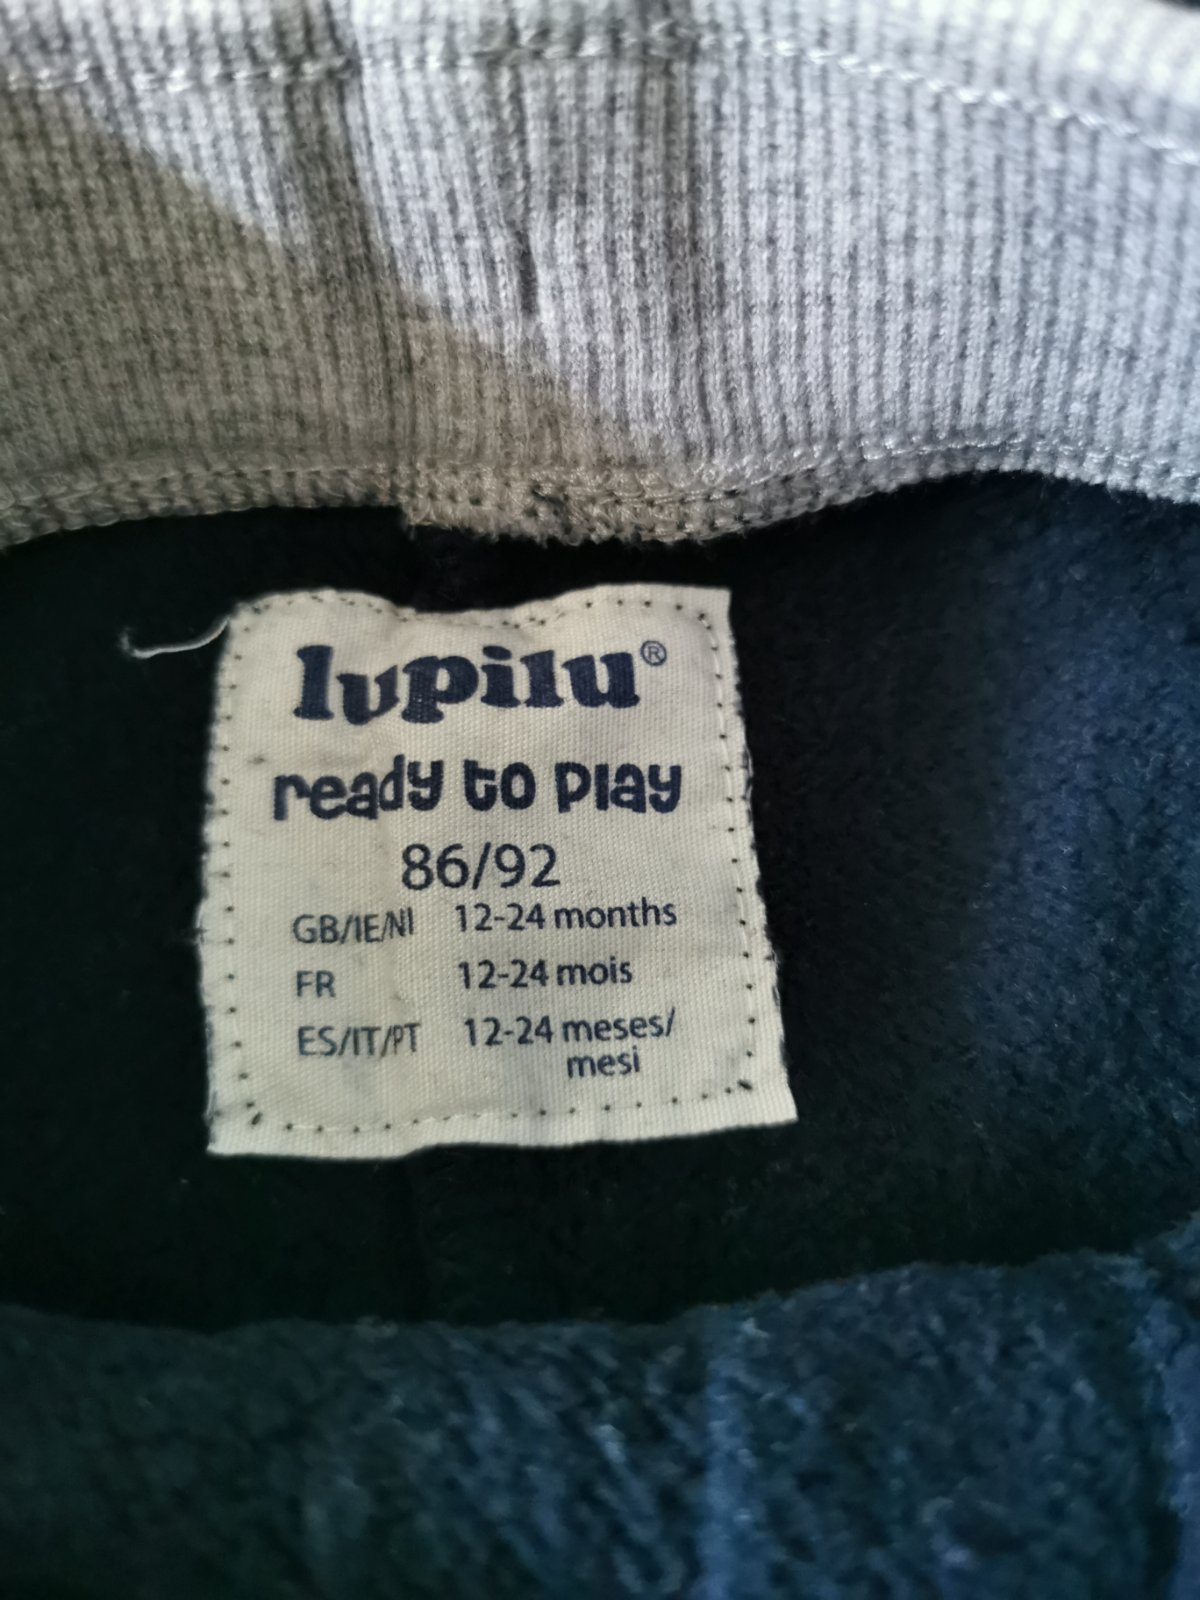 lupilu®
ready to play
86/92
GB/IE/NI 12-24 months
FR 12-24 mois
ES/IT/PT 12-24 meses/
mesi